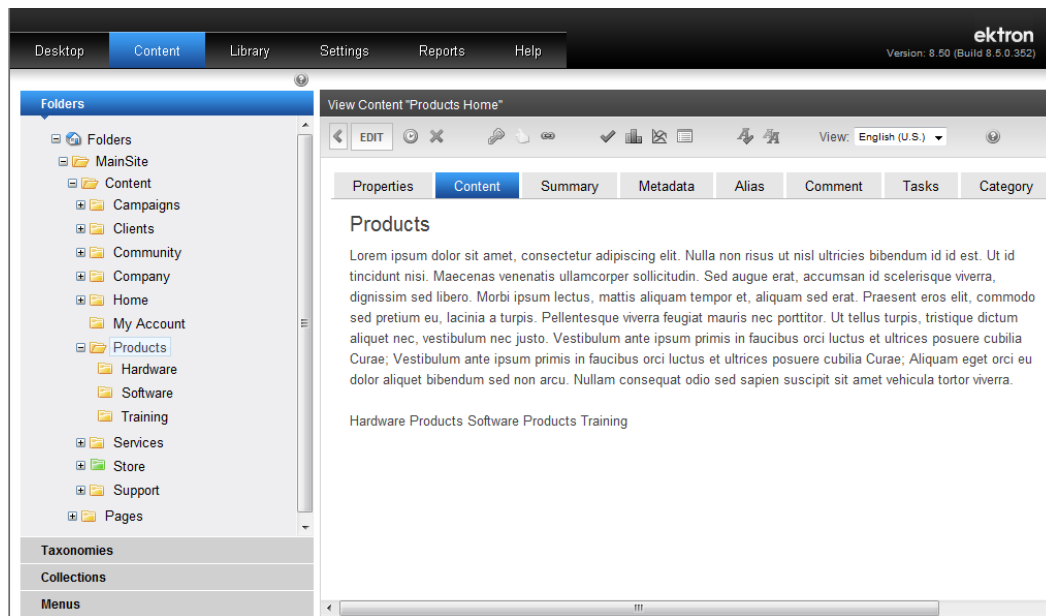 ektron
Desktop Content Library Settings Reports Help
Version: 8.50 (Build 8.5.0.352)
Folders
Folders
MainSite
Content
Campaigns
Clients
Community
Company
Home
My Account
Products
Hardware
Software
Training
Services
Store
Support
Pages
Taxonomies
Collections
Menus
View Content "Products Home"
EDIT
View: English (U.S.)
Properties Content Summary Metadata Alias Comment Tasks Category
Products
Lorem ipsum dolor sit amet, consectetur adipiscing elit. Nulla non risus ut nisl ultricies bibendum id id est. Ut id
tincidunt nisi. Maecenas venenatis ullamcorper sollicitudin. Sed augue erat, accumsan id scelerisque viverra,
dignissim sed libero. Morbi ipsum lectus, mattis aliquam tempor et, aliquam sed erat. Praesent eros elit, commodo
sed pretium eu, lacinia a turpis. Pellentesque viverra feugiat mauris nec porttitor. Ut tellus turpis, tristique dictum
aliquet nec, vestibulum nec justo. Vestibulum ante ipsum primis in faucibus orci luctus et ultrices posuere cubilia
Curae; Vestibulum ante ipsum primis in faucibus orci luctus et ultrices posuere cubilia Curae; Aliquam eget orci eu
dolor aliquet bibendum sed non arcu. Nullam consequat odio sed sapien suscipit sit amet vehicula tortor viverra.
Hardware Products Software Products Training